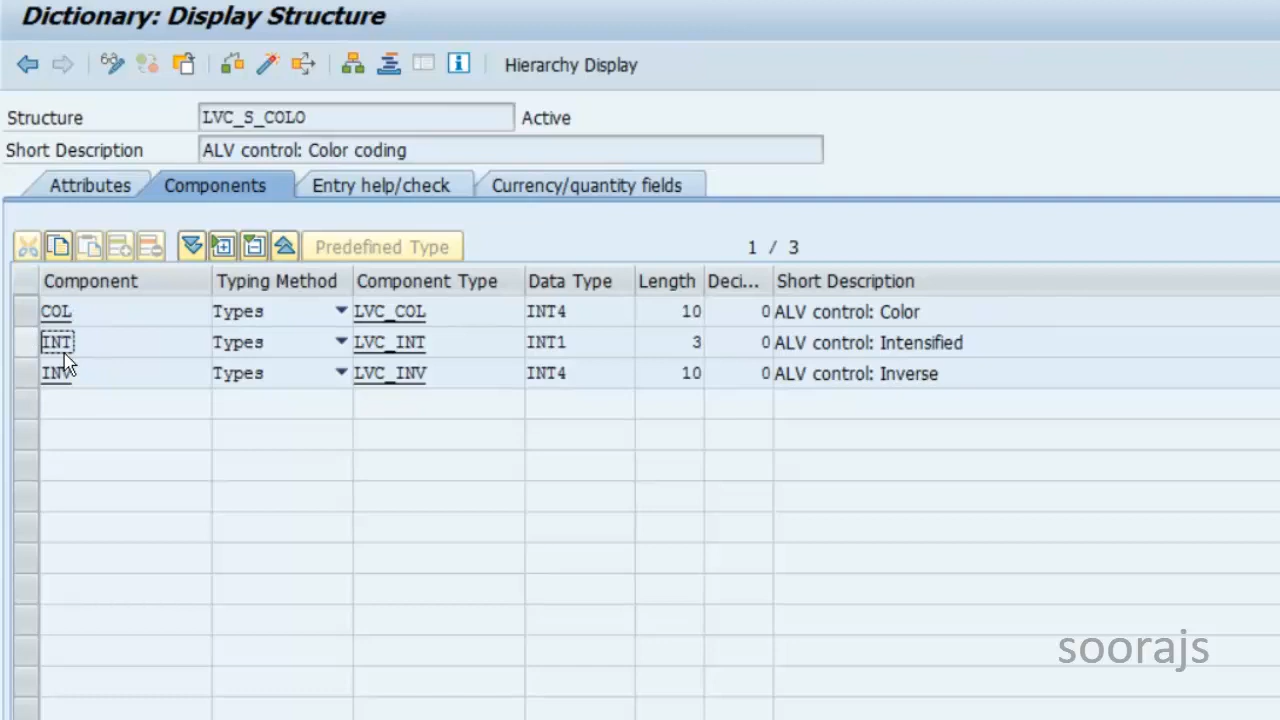 Dictionary: Display Structure
Hierarchy Display
Structure LVC_S_COLO Active
Short Description ALV control: Color coding
Attributes Components Entry help/check Currency/quantity fields
Predefined Type 1 / 3
Component Typing Method Component Type Data Type Length Deci... Short Description
COL Types LVC_COL INT4 10 0 ALV control: Color
INT Types LVC_INT INT1 3 0 ALV control: Intensified
INV Types LVC_INV INT4 10 0 ALV control: Inverse
soorajs